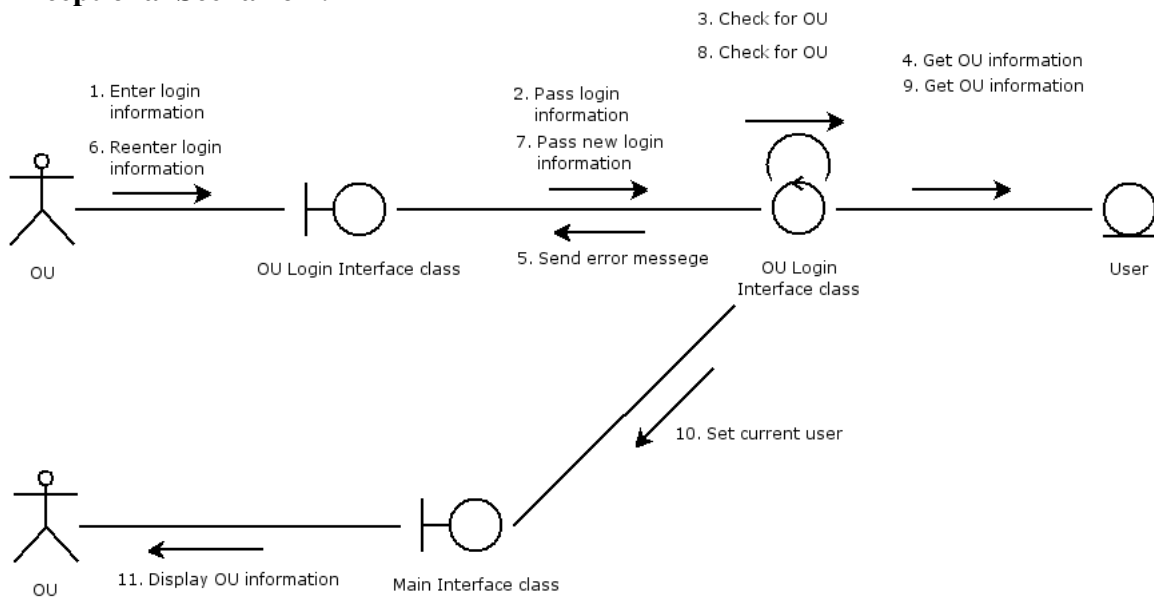 3. Check for OU
8. Check for OU
4. Get OU information
9. Get OU information
1. Enter login
information
6. Reenter login
information
2. Pass login
information
7. Pass new login
information
5. Send error messege
OU
OU Login Interface class
OU Login
Interface class
User
10. Set current user
11. Display OU information
OU
Main Interface class